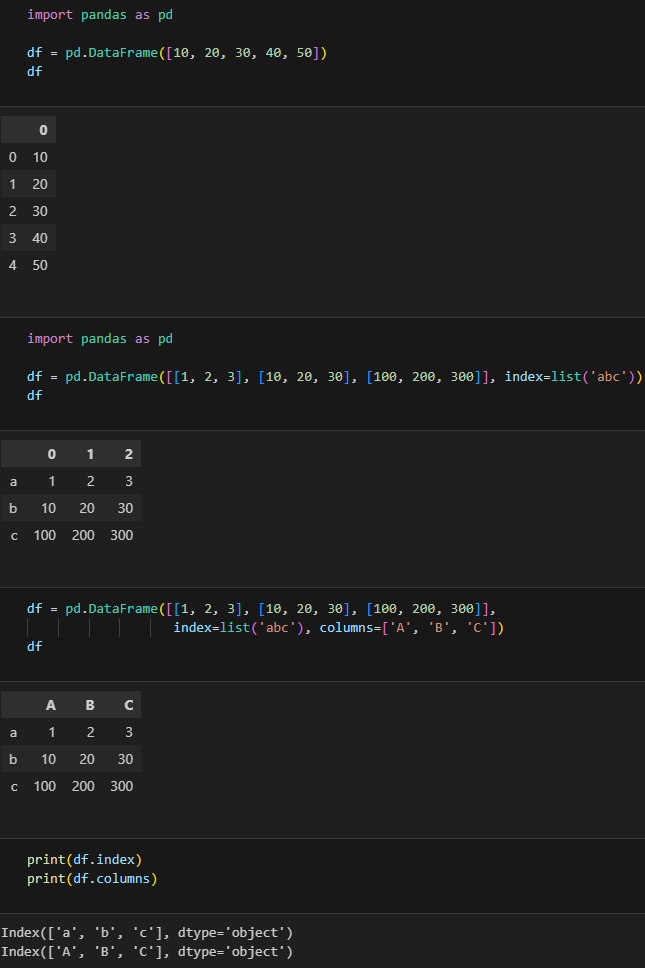 import pandas as pd
df = pd.DataFrame([10, 20, 30, 40, 50])
df
0
0 10
1 20
2 30
3 40
4 50
import pandas as pd
df = pd.DataFrame([[1, 2, 3], [10, 20, 30], [100, 200, 300]], index=list('abc'))
df
0 1 2
a 1 2 3
b 10 20 30
c 100 200 300
df = pd.DataFrame([[1, 2, 3], [10, 20, 30], [100, 200, 300]],
index=list('abc'), columns=['A', 'B', 'C'])
df
A B C
a 1 2 3
b 10 20 30
c 100 200 300
print(df.index)
print(df.columns)
Index(['a', 'b', 'c'], dtype='object')
Index(['A', 'B', 'C'], dtype='object')